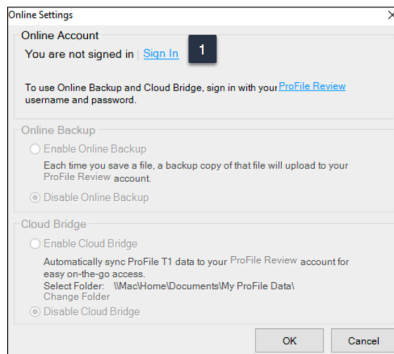 Online Settings
Online Account
You are not signed in | Sign In 1
To use Online Backup and Cloud Bridge, sign in with your ProFile Review
username and password.
Online Backup
Enable Online Backup
Each time you save a file, a backup copy of that file will upload to your
ProFile Review account.
Disable Online Backup
Cloud Bridge
Enable Cloud Bridge
Automatically sync ProFile T1 data to your ProFile Review account for
easy on-the-go access.
Select Folder: \\Mac\Home\Documents\My ProFile Data\
Change Folder
Disable Cloud Bridge
OK Cancel